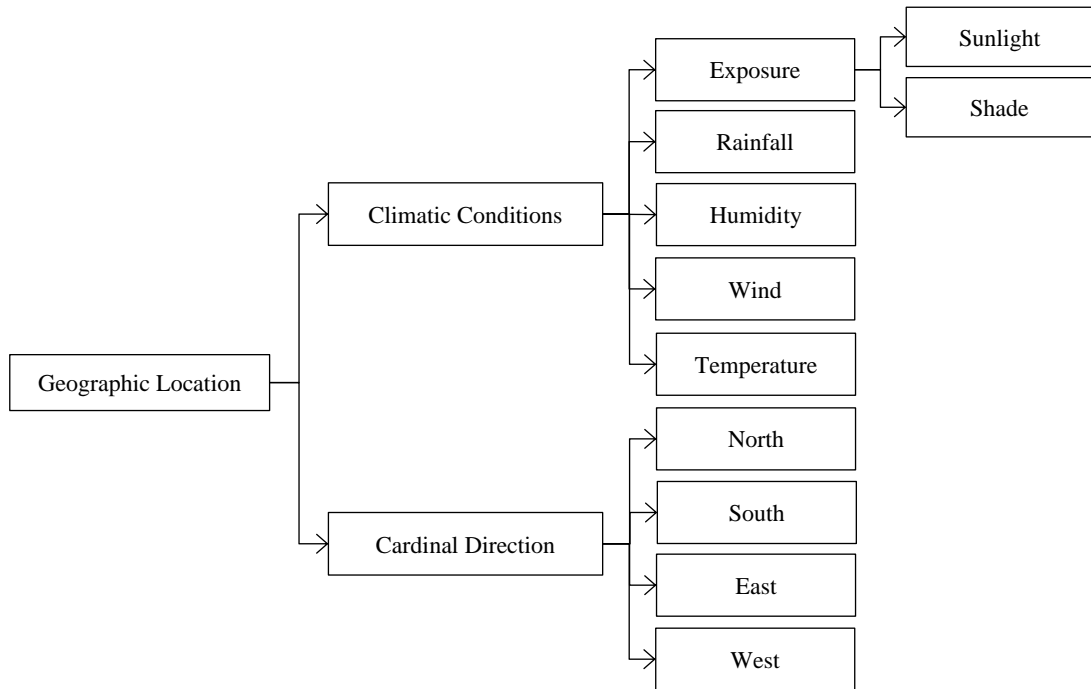 Geographic Location
Climatic Conditions
Exposure
Sunlight
Shade
Rainfall
Humidity
Wind
Temperature
Cardinal Direction
North
South
East
West